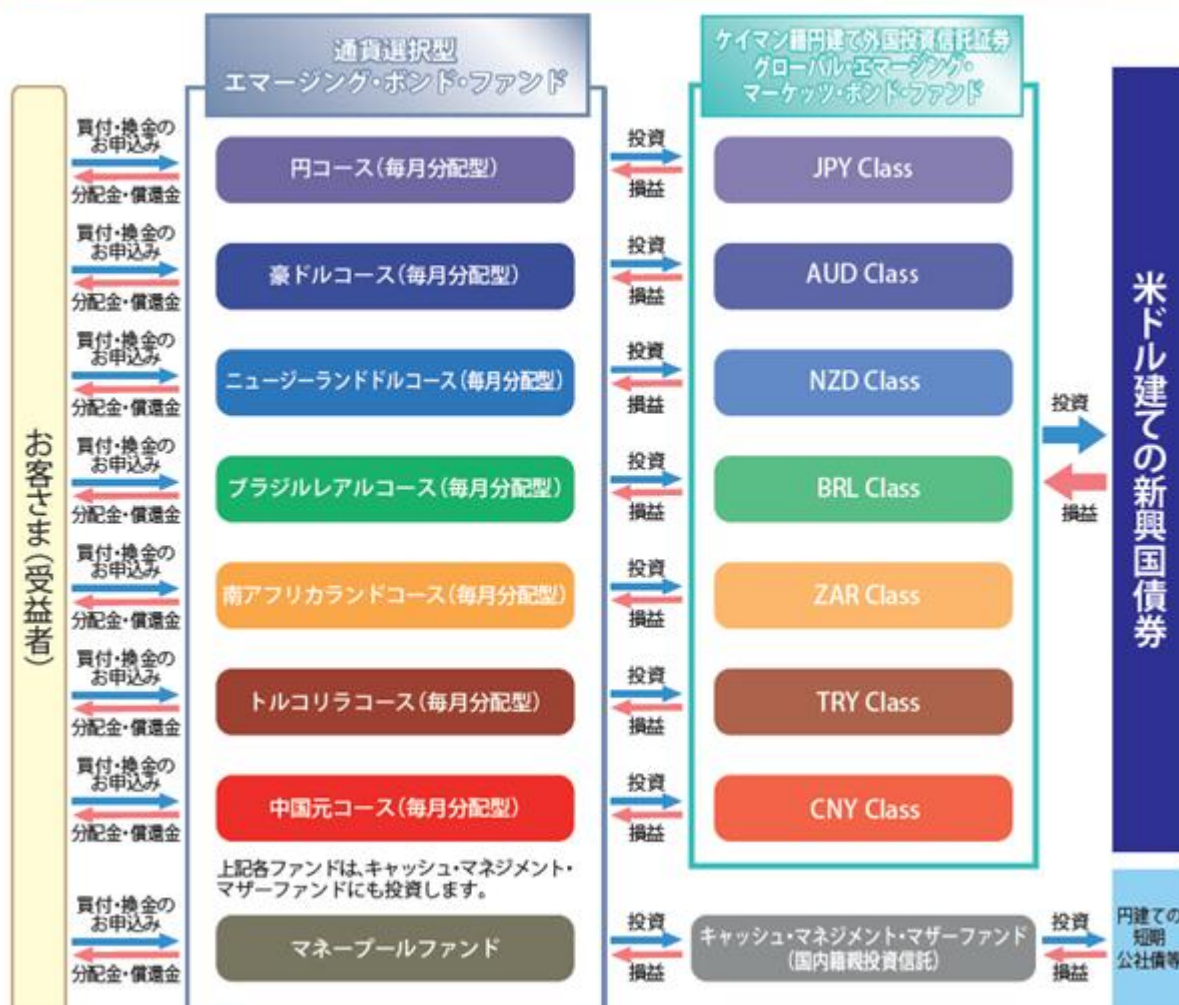 通貨選択型
エマージング・ボンド・ファンド
ケイマン籍円建て外国投資信託証券
グローバル・エマージング・
マーケッツ・ボンド・ファンド
お客さま（受益者）
買付・換金の
お申込み
分配金・償還金
円コース（毎月分配型）
投資
損益
JPY Class
買付・換金の
お申込み
分配金・償還金
豪ドルコース（毎月分配型）
投資
損益
AUD Class
買付・換金の
お申込み
分配金・償還金
ニュージーランドドルコース（毎月分配型）
投資
損益
NZD Class
買付・換金の
お申込み
分配金・償還金
ブラジルレアルコース（毎月分配型）
投資
損益
BRL Class
買付・換金の
お申込み
分配金・償還金
南アフリカランドコース（毎月分配型）
投資
損益
ZAR Class
買付・換金の
お申込み
分配金・償還金
トルコリラコース（毎月分配型）
投資
損益
TRY Class
買付・換金の
お申込み
分配金・償還金
中国元コース（毎月分配型）
投資
損益
CNY Class
投資
損益
米ドル建ての新興国債券
上記各ファンドは、キャッシュ・マネジメント・
マザーファンドにも投資します。
買付・換金の
お申込み
分配金・償還金
マネープールファンド
投資
損益
キャッシュ・マネジメント・マザーファンド
（国内籍親投資信託）
投資
損益
円建ての
短期
公社債等